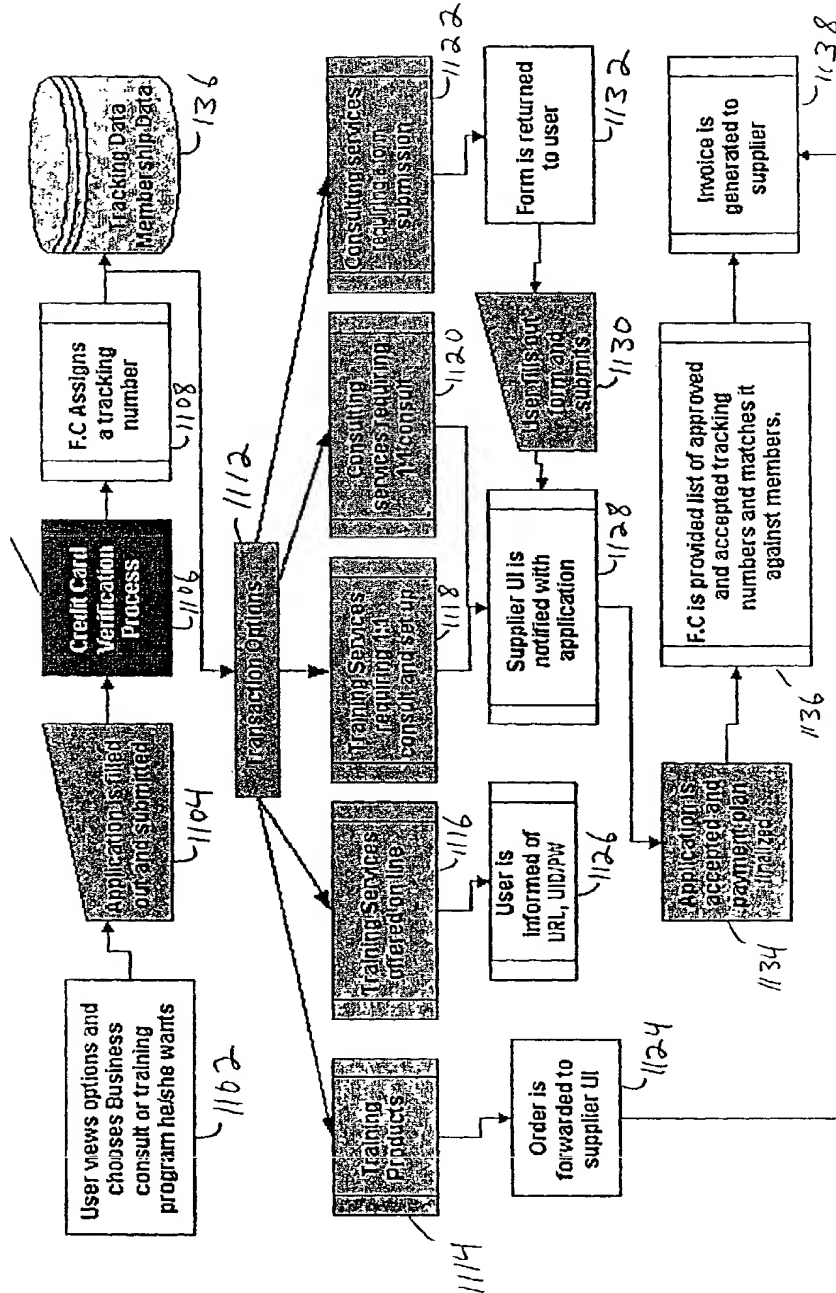 User views options and
chooses Business
consult or training
program he/she wants
1102
Application is filled
out and submitted
1104
Credit Card
Verification
Process
1106
F.C Assigns
a tracking
number
1108
Tracking Data
Membership Data
136
Transaction Options
1112
Training
Products
1114
Training Services
offered on line
1116
Training Services
requiring 1:1
consult and set up
1118
Consulting
services requiring
1:1 consult
1120
Consulting services
requiring a form
submission
1122
Order is
forwarded to
supplier UI
1124
User is
informed of
URL, UID/PW
1126
Supplier UI is
notified with
application
1128
User fills out
form and
submits
1130
Form is returned
to user
1132
Application is
accepted and
payment plan
finalized
1134
F.C is provided list of approved
and accepted tracking
numbers and matches it
against members.
1136
Invoice is
generated to
supplier
1138